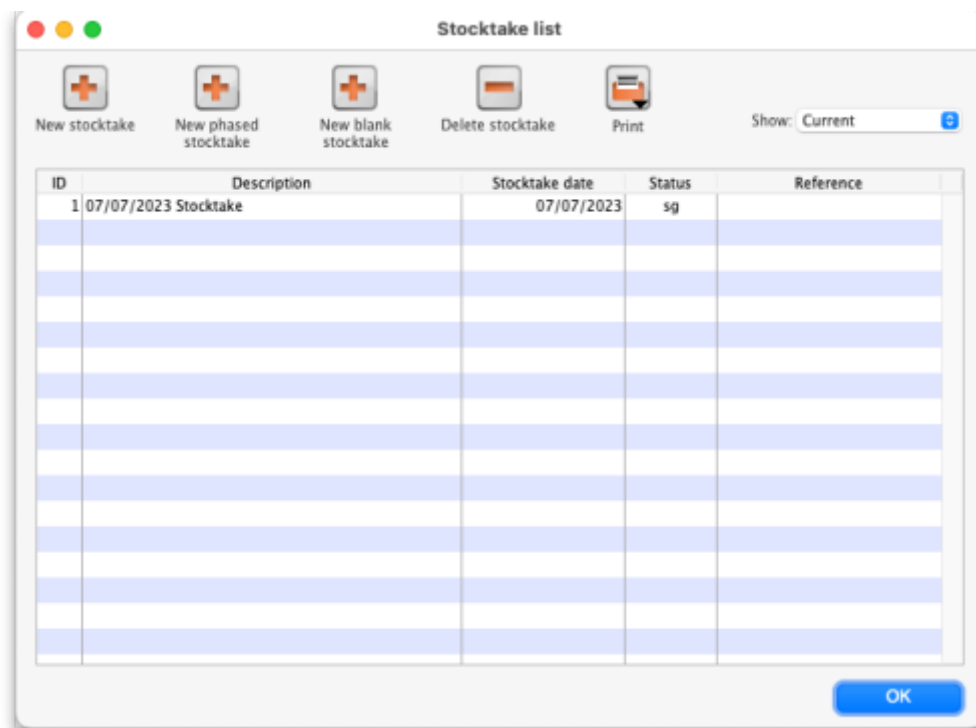 Stocktake list
New stocktake
New phased
stocktake
New blank
stocktake
Delete stocktake
Print
Show: Current
ID Description Stocktake date Status Reference
1 07/07/2023 Stocktake 07/07/2023 sg
OK